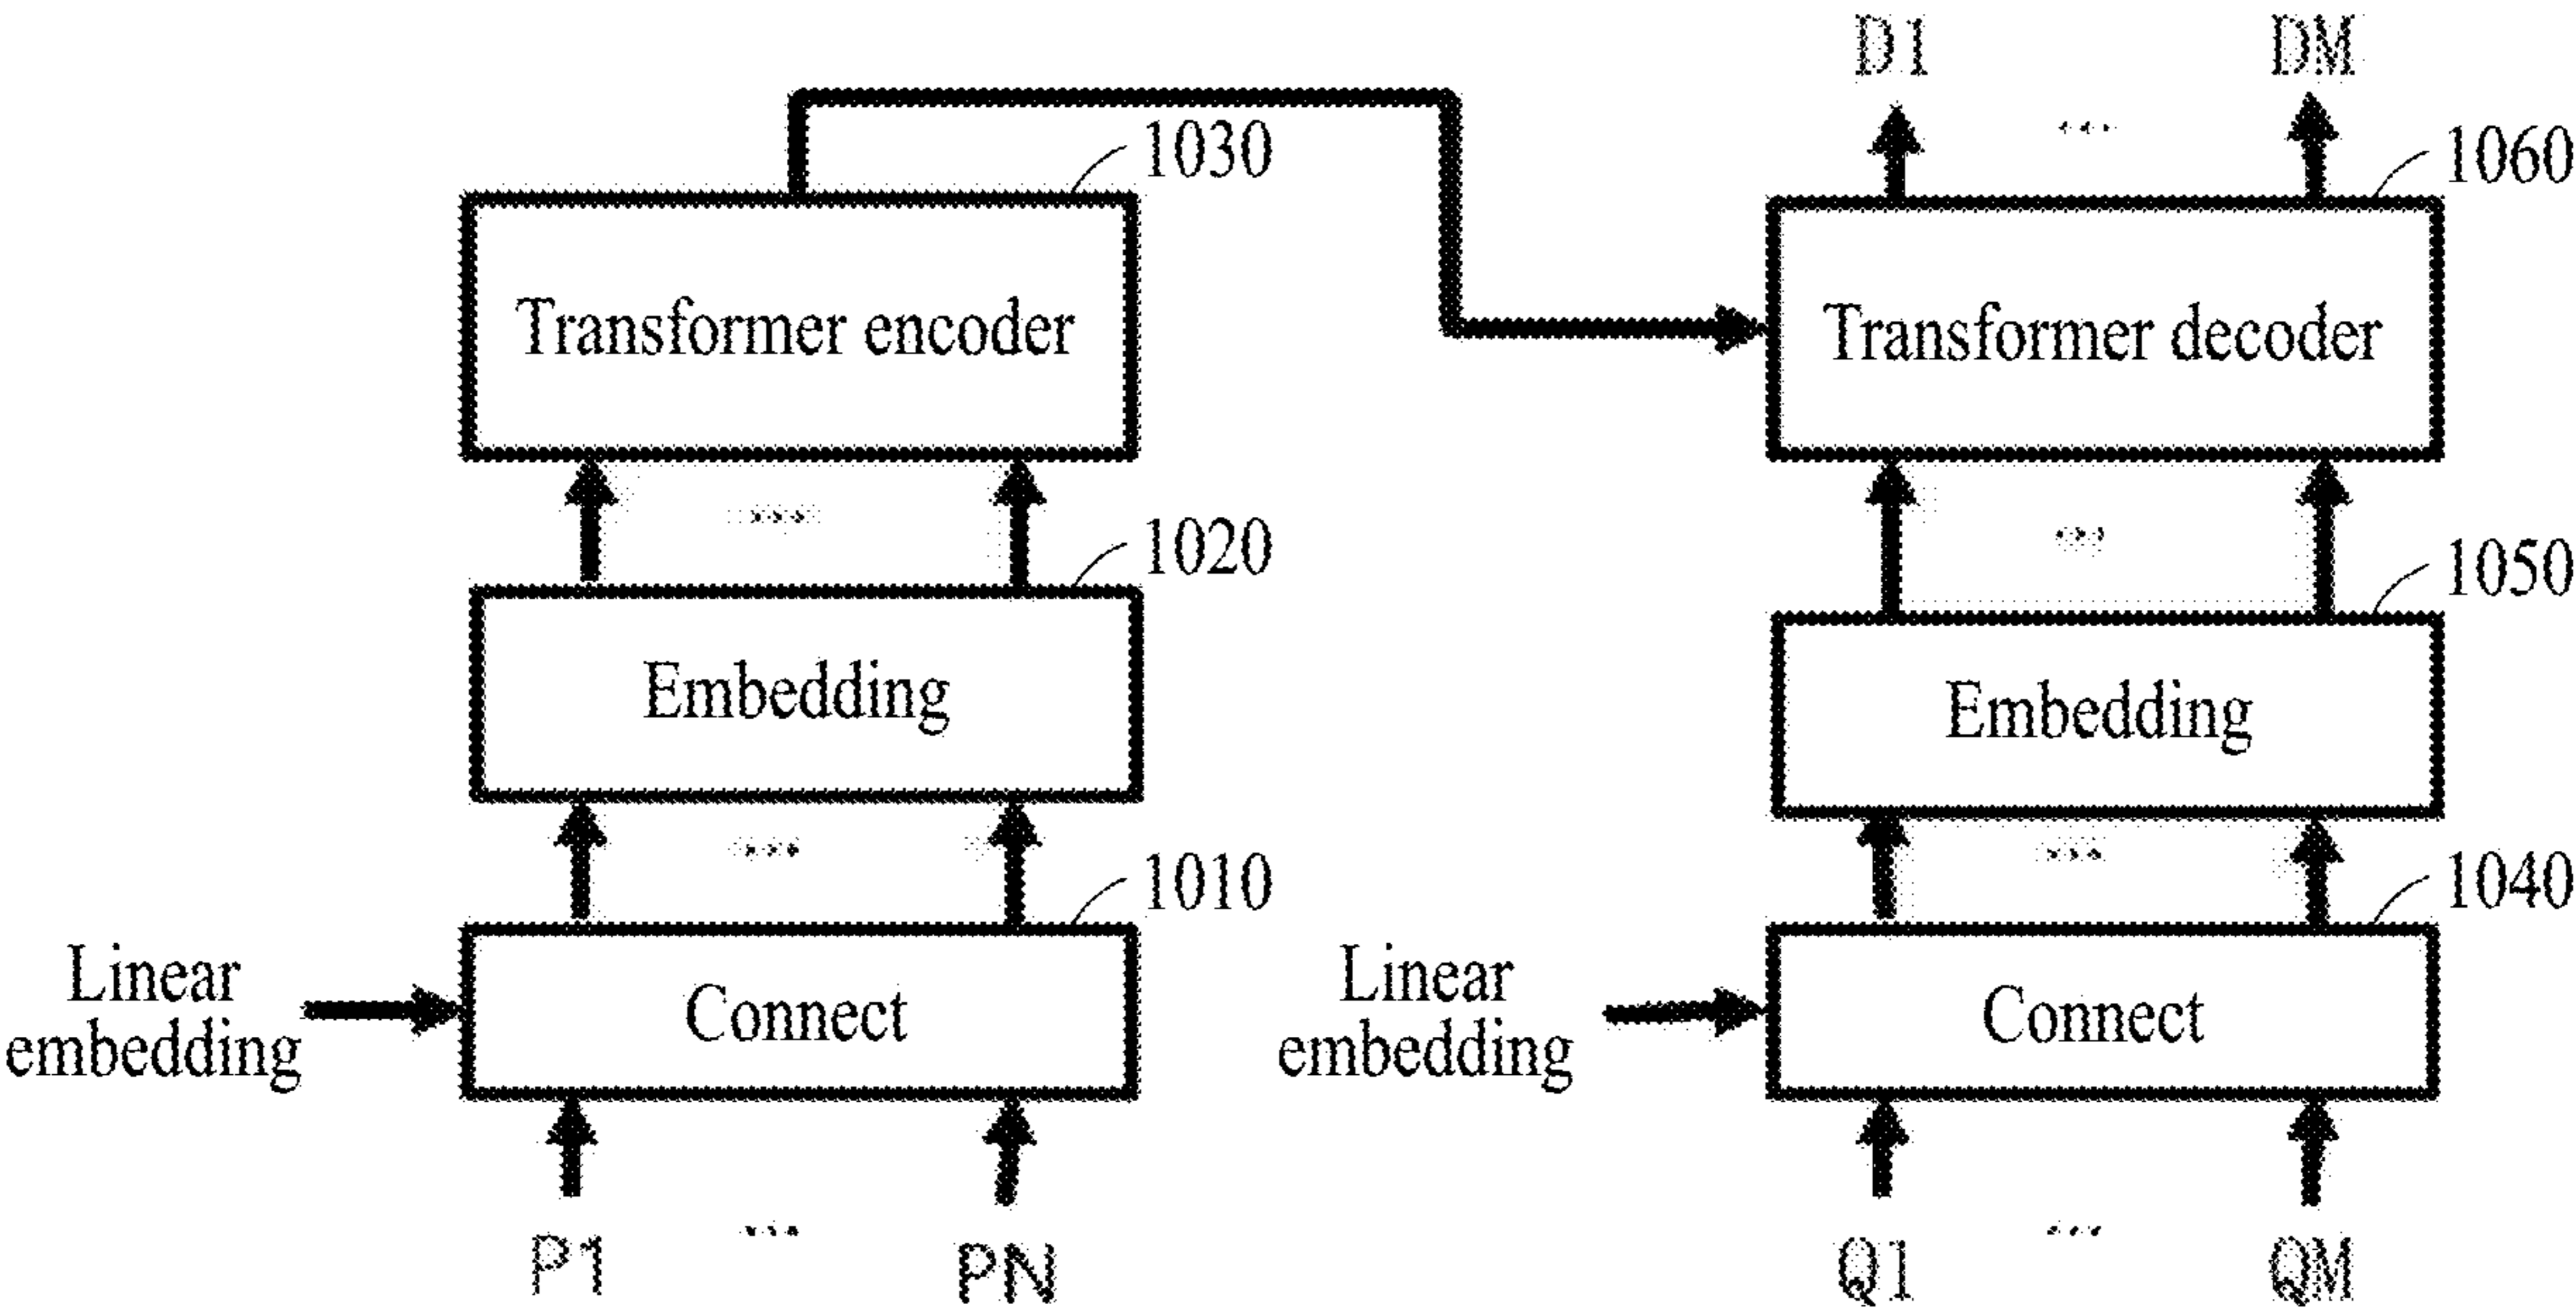 D1 ... DM
1030
1060
Transformer encoder
Transformer decoder
...
...
1020
1050
Embedding
Embedding
...
...
1010
1040
Linear
embedding
Connect
Linear
embedding
Connect
P1 ... PN
Q1 ... QM